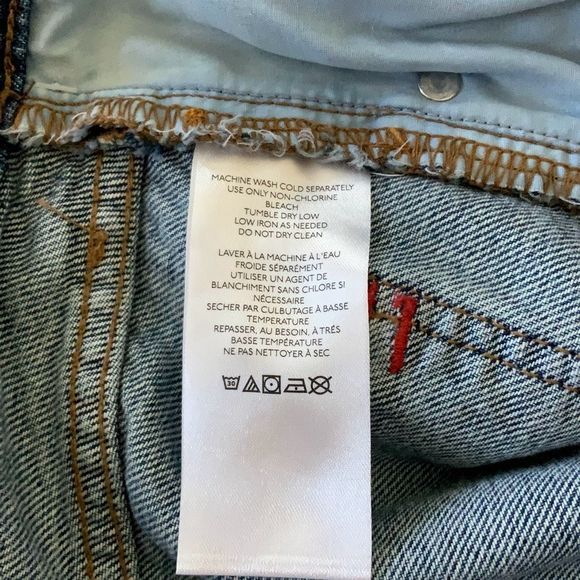 MACHINE WASH COLD SEPARATELY
USE ONLY NON-CHLORINE
BLEACH
TUMBLE DRY LOW
LOW IRON AS NEEDED
DO NOT DRY CLEAN
LAVER À LA MACHINE À L'EAU
FROIDE SÉPARÉMENT
UTILISER UN AGENT DE
BLANCHIMENT SANS CHLORE SI
NÉCESSAIRE
SECHER PAR CULBUTAGE À BASSE
TEMPERATURE
REPASSER, AU BESOIN, À TRÈS
BASSE TEMPÉRATURE
NE PAS NETTOYER À SEC
30